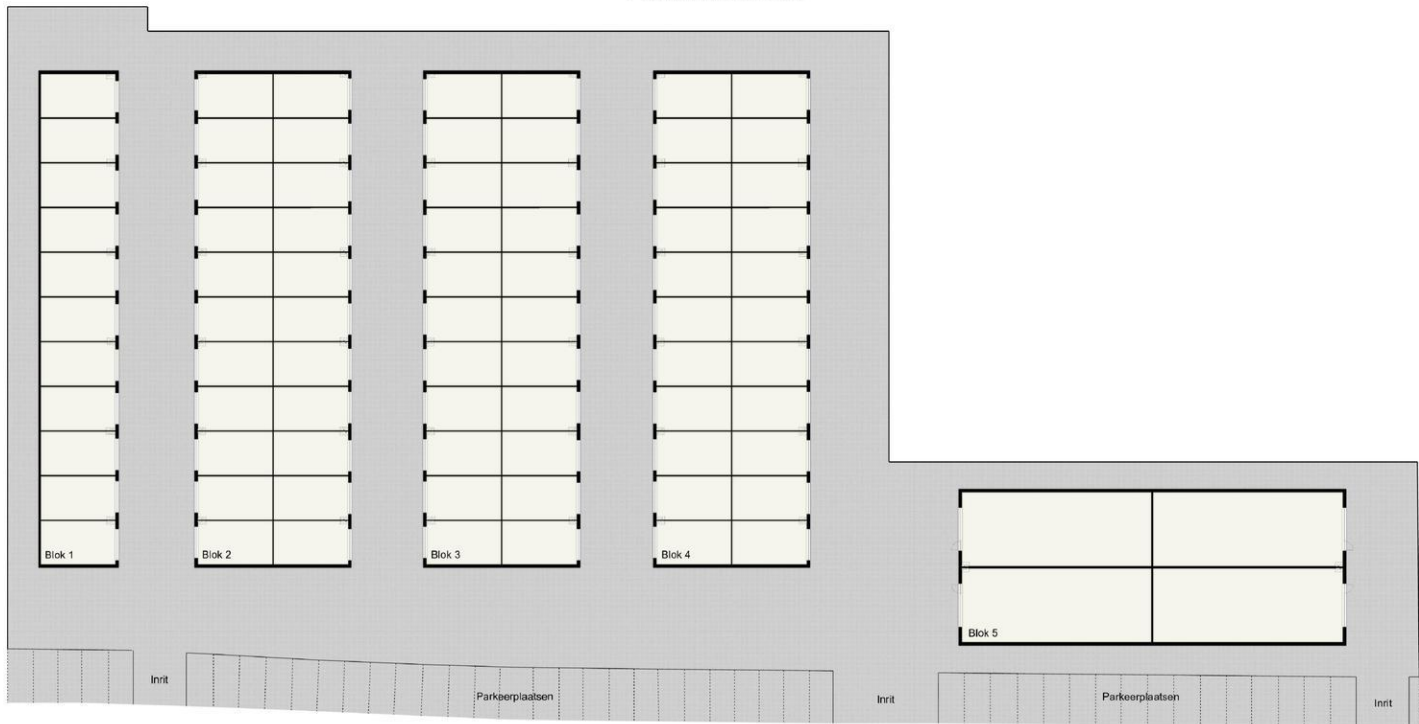 Blok 1
Blok 2
Blok 3
Blok 4
Blok 5
Inrit
Parkeerplaatsen
Inrit
Parkeerplaatsen
Inrit